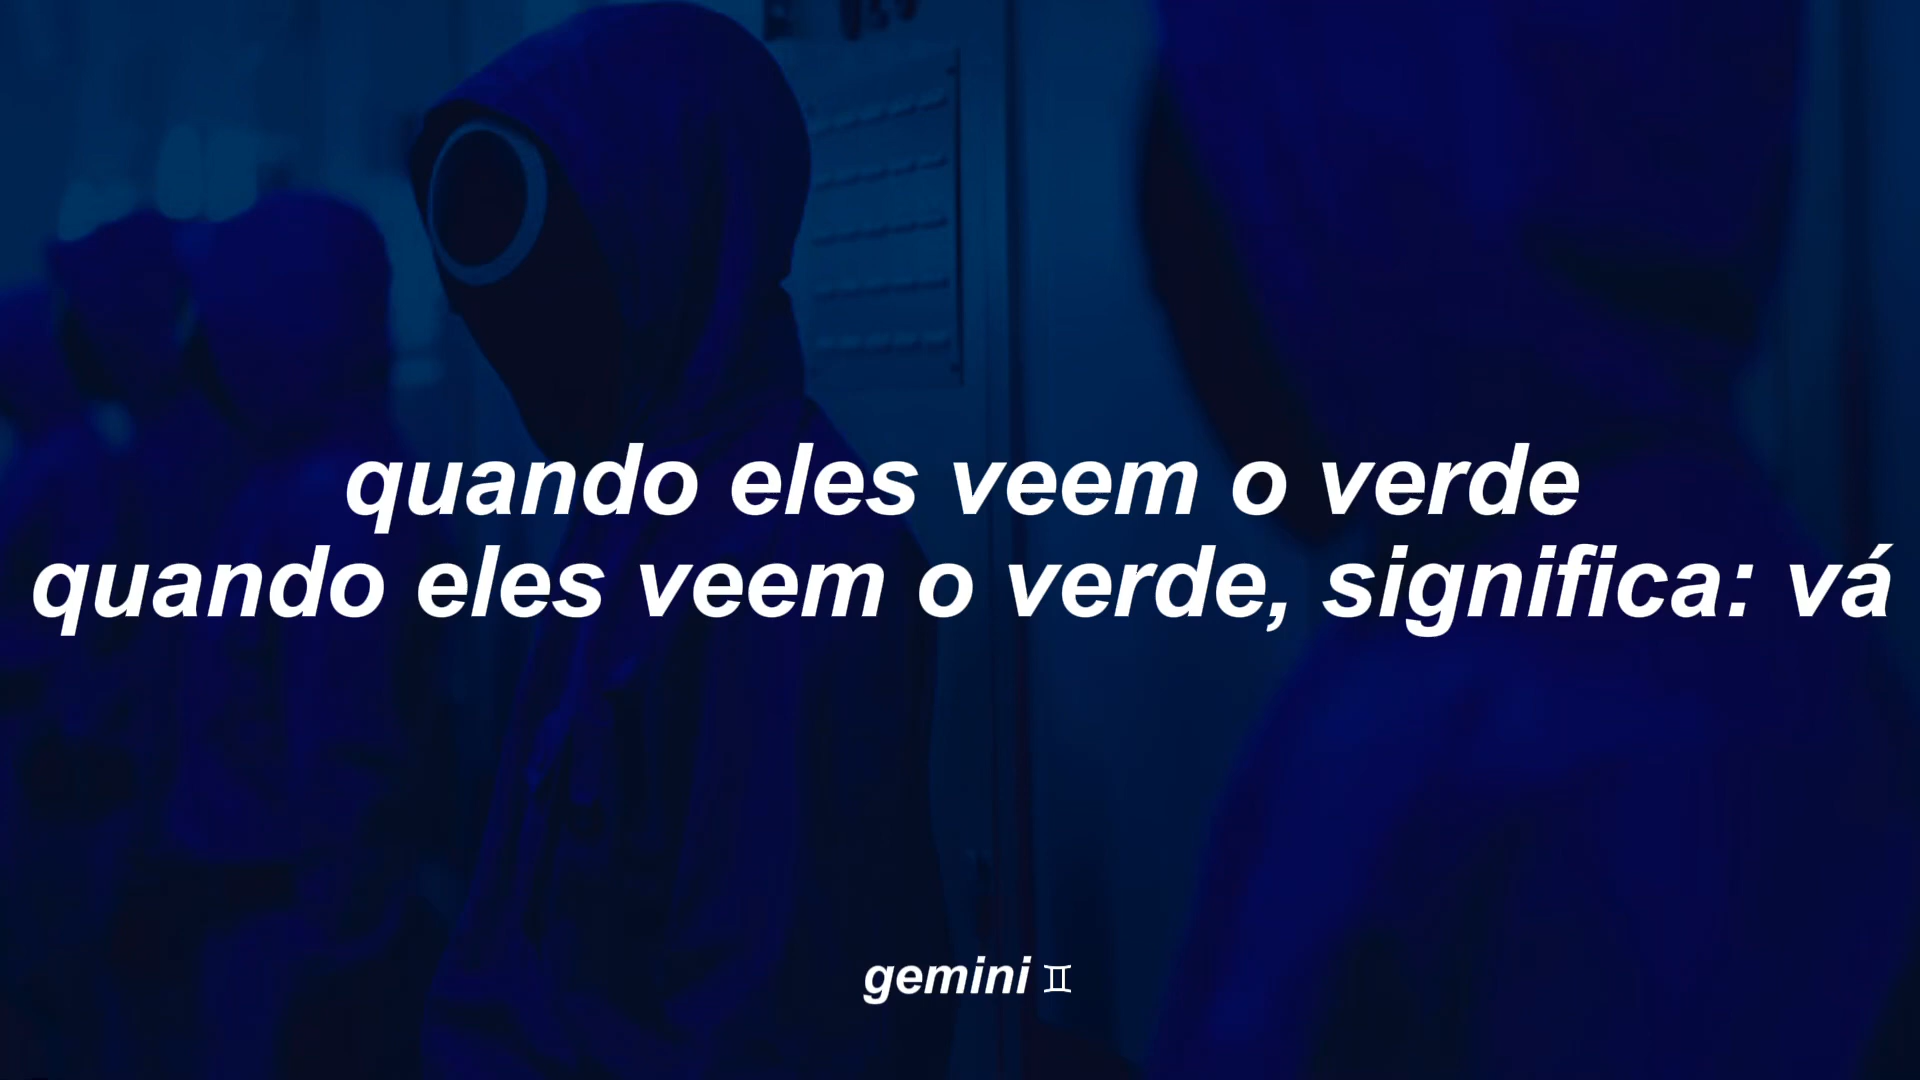 quando eles veem o verde
quando eles veem o verde, significa: vá
gemini ♊︎